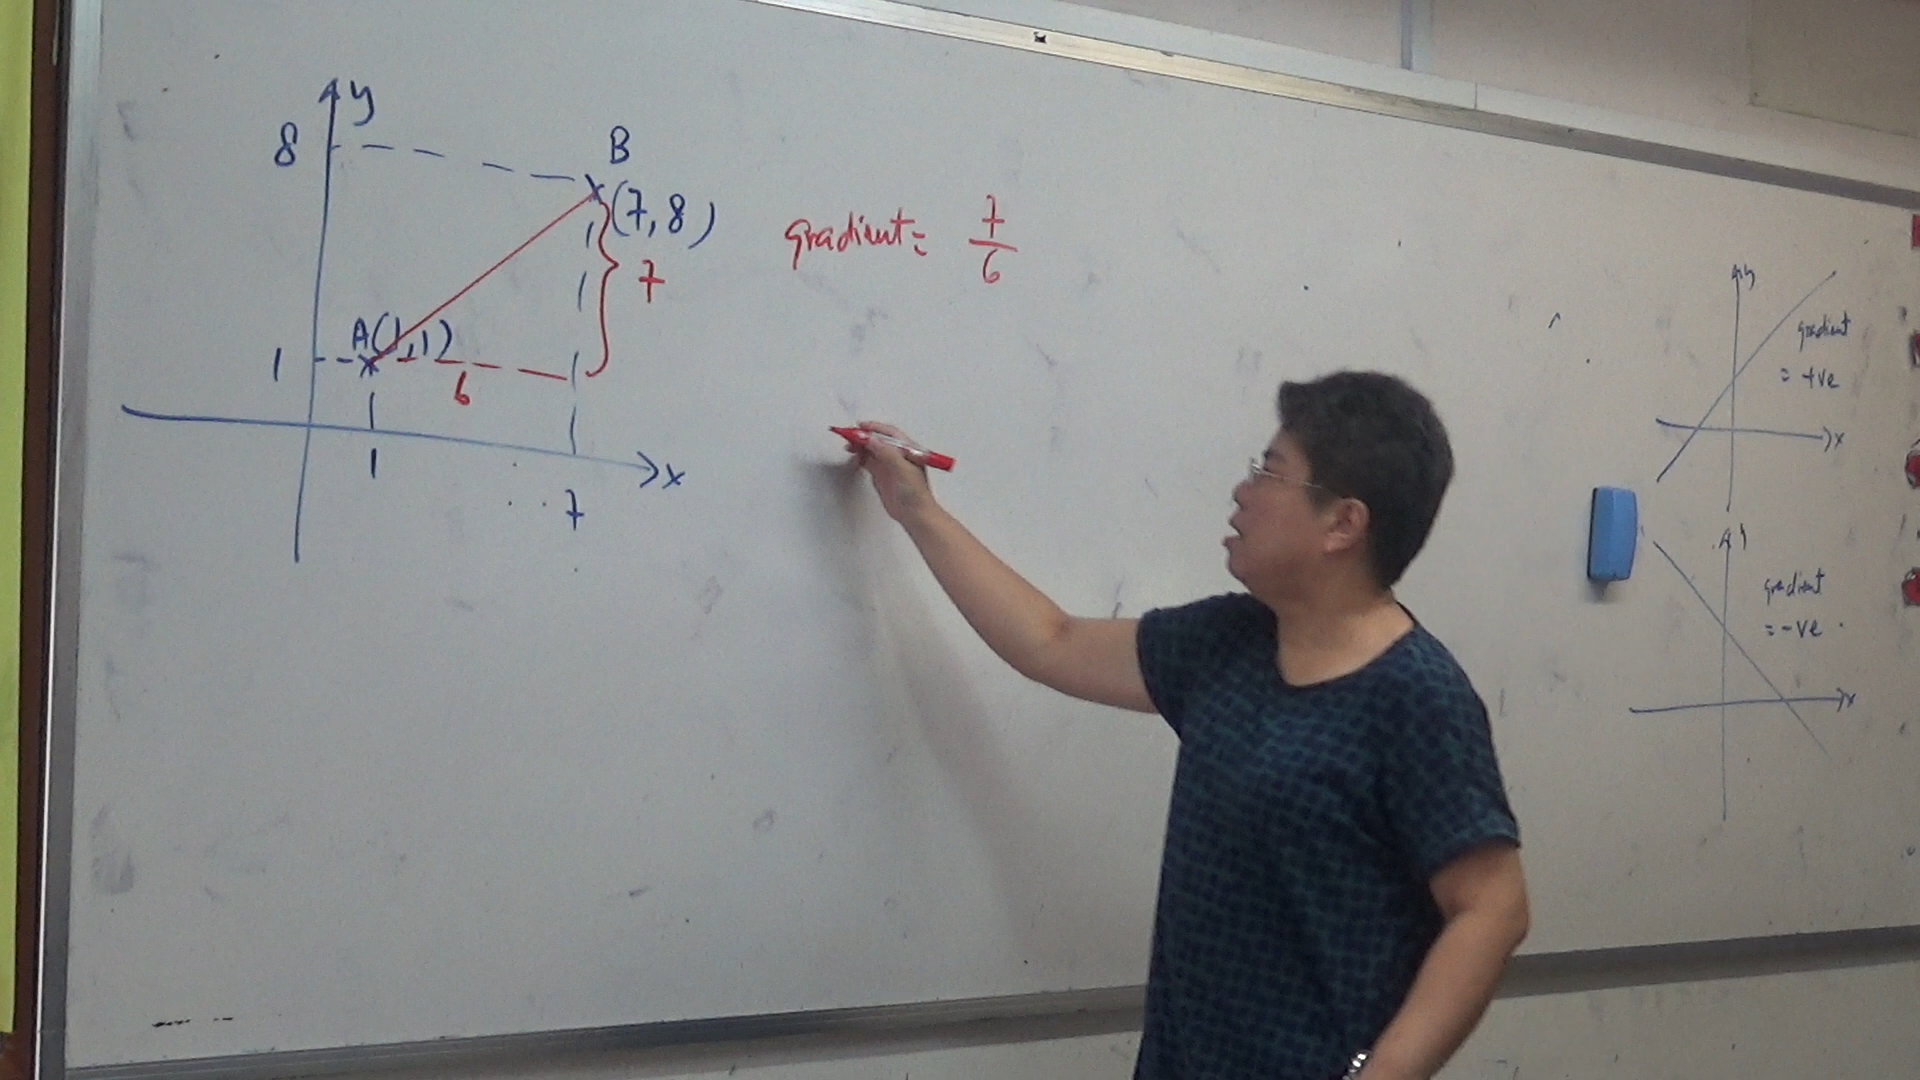 y
8
B
(7,8)
gradient = 7/6
7
A(1,1)
1
6
1
7
x
y
gradient
= +ve
x
y
gradient
= -ve
x